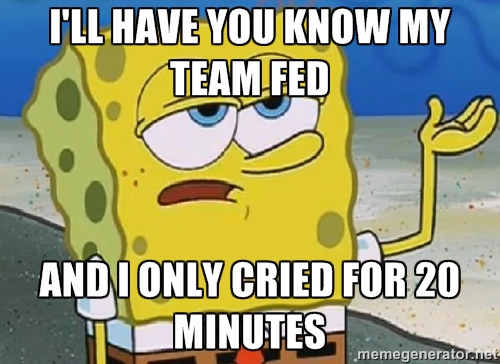 I'LL HAVE YOU KNOW MY
TEAM FED
AND I ONLY CRIED FOR 20
MINUTES
memegenerator.net